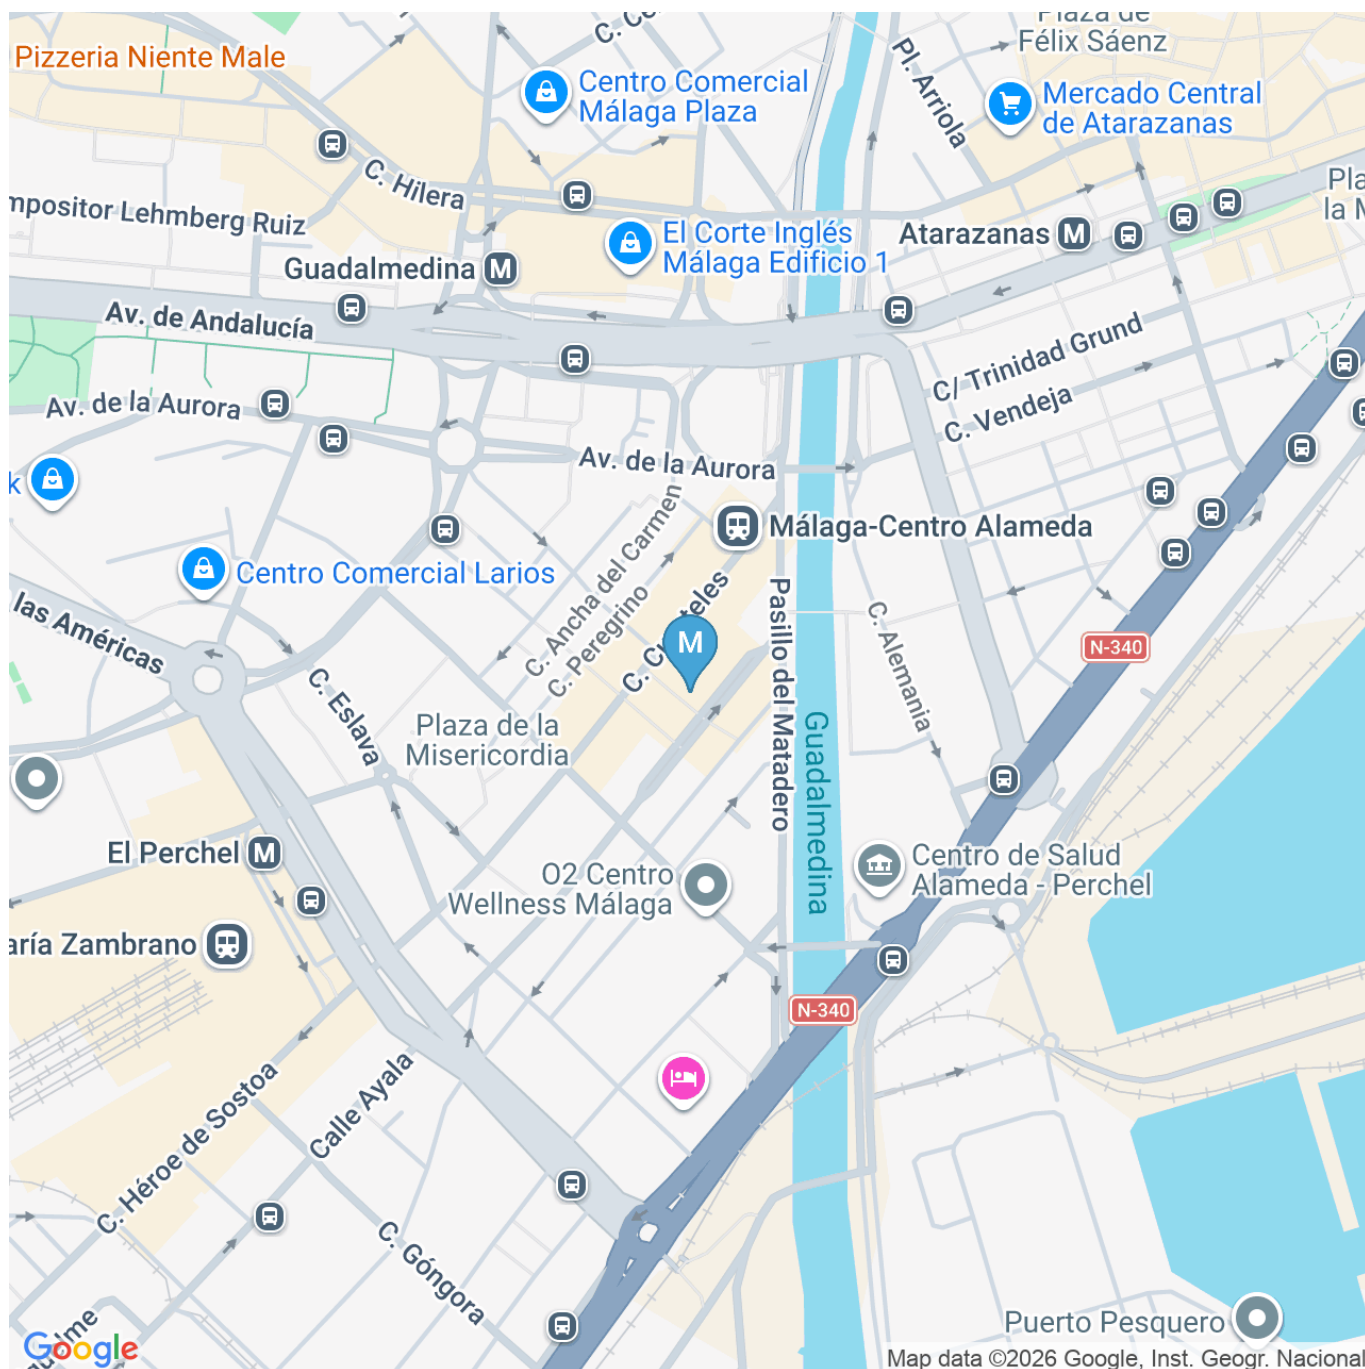 Plaza de
Félix Sáenz
Pizzeria Niente Male
C. Co
Centro Comercial
Málaga Plaza
Pl. Arriola
Mercado Central
de Atarazanas
C. Hilera
Pla
la M
mpositor Lehmberg Ruiz
El Corte Inglés
Málaga Edificio 1
Atarazanas
M
Guadalmedina
M
Av. de Andalucía
C/ Trinidad Grund
C. Vendeja
Av. de la Aurora
Av. de la Aurora
k
Málaga-Centro Alameda
Centro Comercial Larios
C. Ancha del Carmen
C. Peregrino
M
Pasillo del Matadero
C. Alemania
N-340
las Américas
C. Eslava
Plaza de la
Misericordia
Guadalmedina
El Perchel
M
O2 Centro
Wellness Málaga
Centro de Salud
Alameda - Perchel
aría Zambrano
N-340
C. Héroe de Sostoa
Calle Ayala
C. Góngora
Puerto Pesquero
Google
Map data ©2026 Google, Inst. Geogr. Nacional